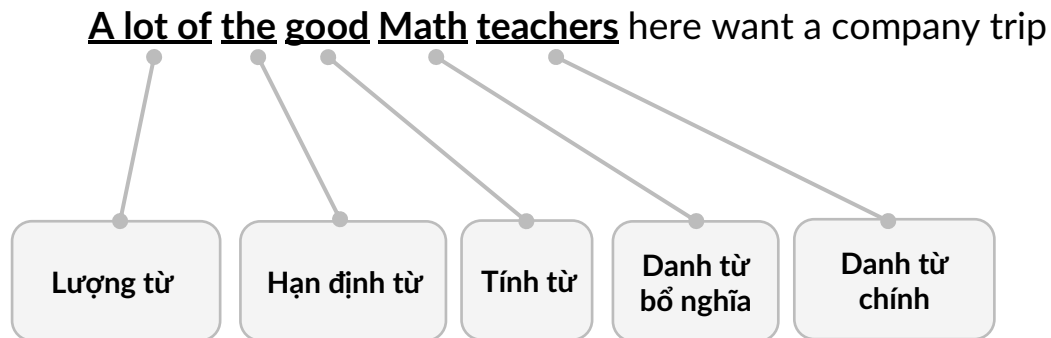 A lot of the good Math teachers here want a company trip
Lượng từ
Hạn định từ
Tính từ
Danh từ
bổ nghĩa
Danh từ
chính